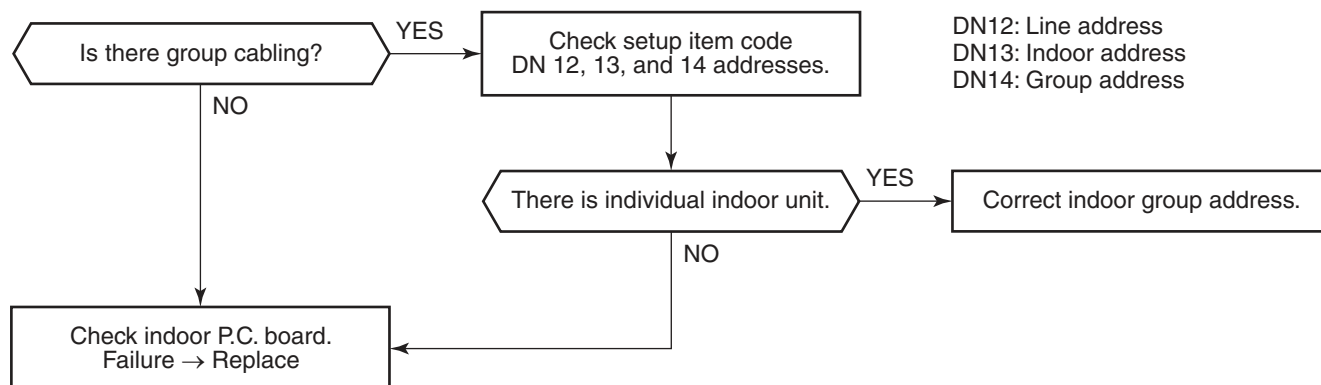 Is there group cabling?
YES
Check setup item code
DN 12, 13, and 14 addresses.
DN12: Line address
DN13: Indoor address
DN14: Group address
NO
There is individual indoor unit.
YES
Correct indoor group address.
NO
Check indoor P.C. board.
Failure → Replace